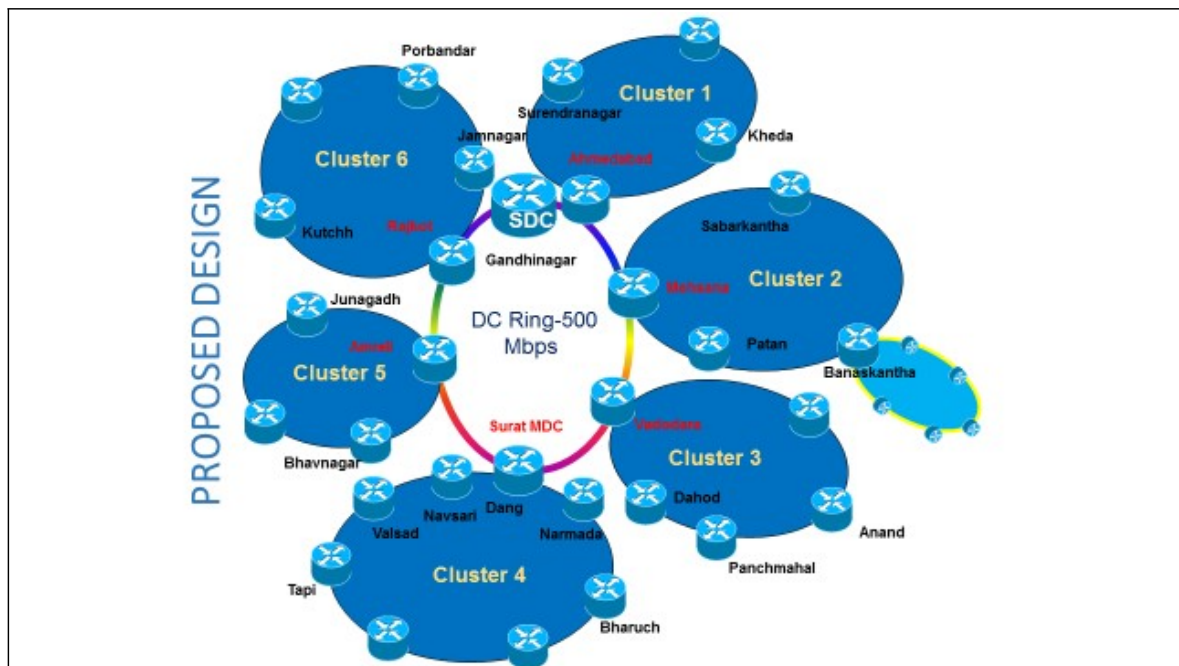 PROPOSED DESIGN
Porbandar
Cluster 1
Surendranagar
Kheda
Jamnagar
Cluster 6
Ahmedabad
SDC
Sabarkantha
Kutchh
Rajkot
Gandhinagar
Cluster 2
Mehsana
Junagadh
DC Ring-500
Mbps
Patan
Amreli
Banaskantha
Cluster 5
Surat MDC
Vadodara
Cluster 3
Bhavnagar
Dahod
Navsari
Dang
Anand
Valsad
Narmada
Panchmahal
Cluster 4
Tapi
Bharuch